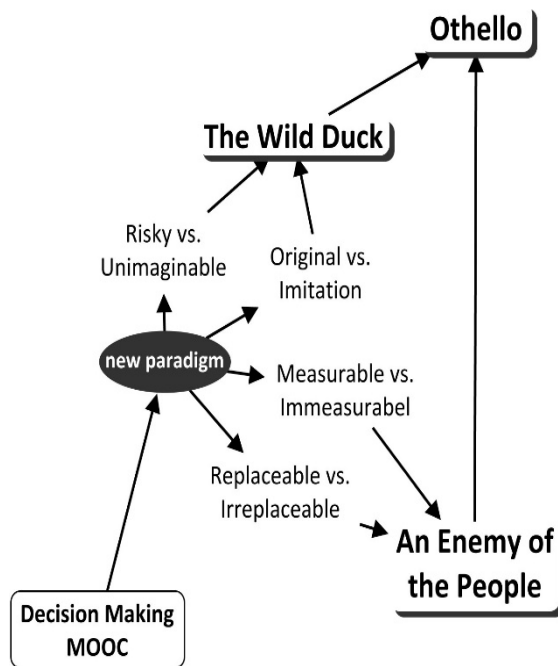 Othello
The Wild Duck
Risky vs.
Unimaginable
Original vs.
Imitation
new paradigm
Measurable vs.
Immeasurabel
Replaceable vs.
Irreplaceable
An Enemy of
the People
Decision Making
MOOC